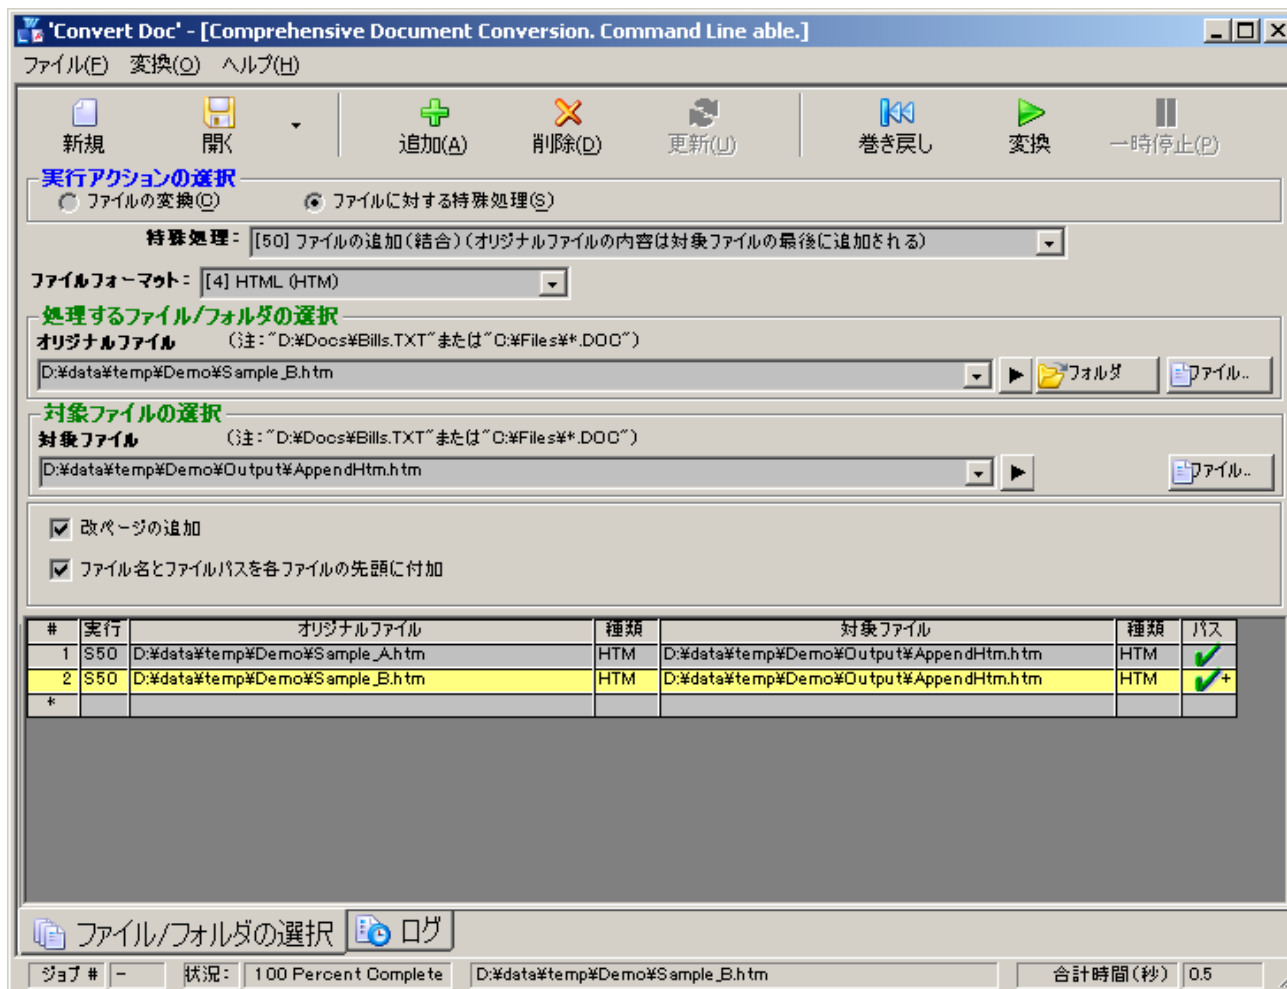 'Convert Doc' - [Comprehensive Document Conversion. Command Line able.]
ファイル(F) 変換(O) ヘルプ(H)
新規 開く 追加(A) 削除(D) 更新(U) 巻き戻し 変換 一時停止(P)
実行アクションの選択
ファイルの変換(C) ファイルに対する特殊処理(S)
特殊処理: [50] ファイルの追加(結合)(オリジナルファイルの内容は対象ファイルの最後に追加される)
ファイルフォーマット: [4] HTML (HTM)
処理するファイル/フォルダの選択
オリジナルファイル (注:"D:¥Docs¥Bills.TXT"または"C:¥Files¥*.DOC")
D:¥data¥temp¥Demo¥Sample_B.htm フォルダ ファイル..
対象ファイルの選択
対象ファイル (注:"D:¥Docs¥Bills.TXT"または"C:¥Files¥*.DOC")
D:¥data¥temp¥Demo¥Output¥AppendHtm.htm ファイル..
改ページの追加
ファイル名とファイルパスを各ファイルの先頭に付加
# 実行 オリジナルファイル 種類 対象ファイル 種類 パス
1 S50 D:¥data¥temp¥Demo¥Sample_A.htm HTM D:¥data¥temp¥Demo¥Output¥AppendHtm.htm HTM
2 S50 D:¥data¥temp¥Demo¥Sample_B.htm HTM D:¥data¥temp¥Demo¥Output¥AppendHtm.htm HTM +
*
ファイル/フォルダの選択 ログ
ジョブ # - 状況: 100 Percent Complete D:¥data¥temp¥Demo¥Sample_B.htm 合計時間(秒) 0.5